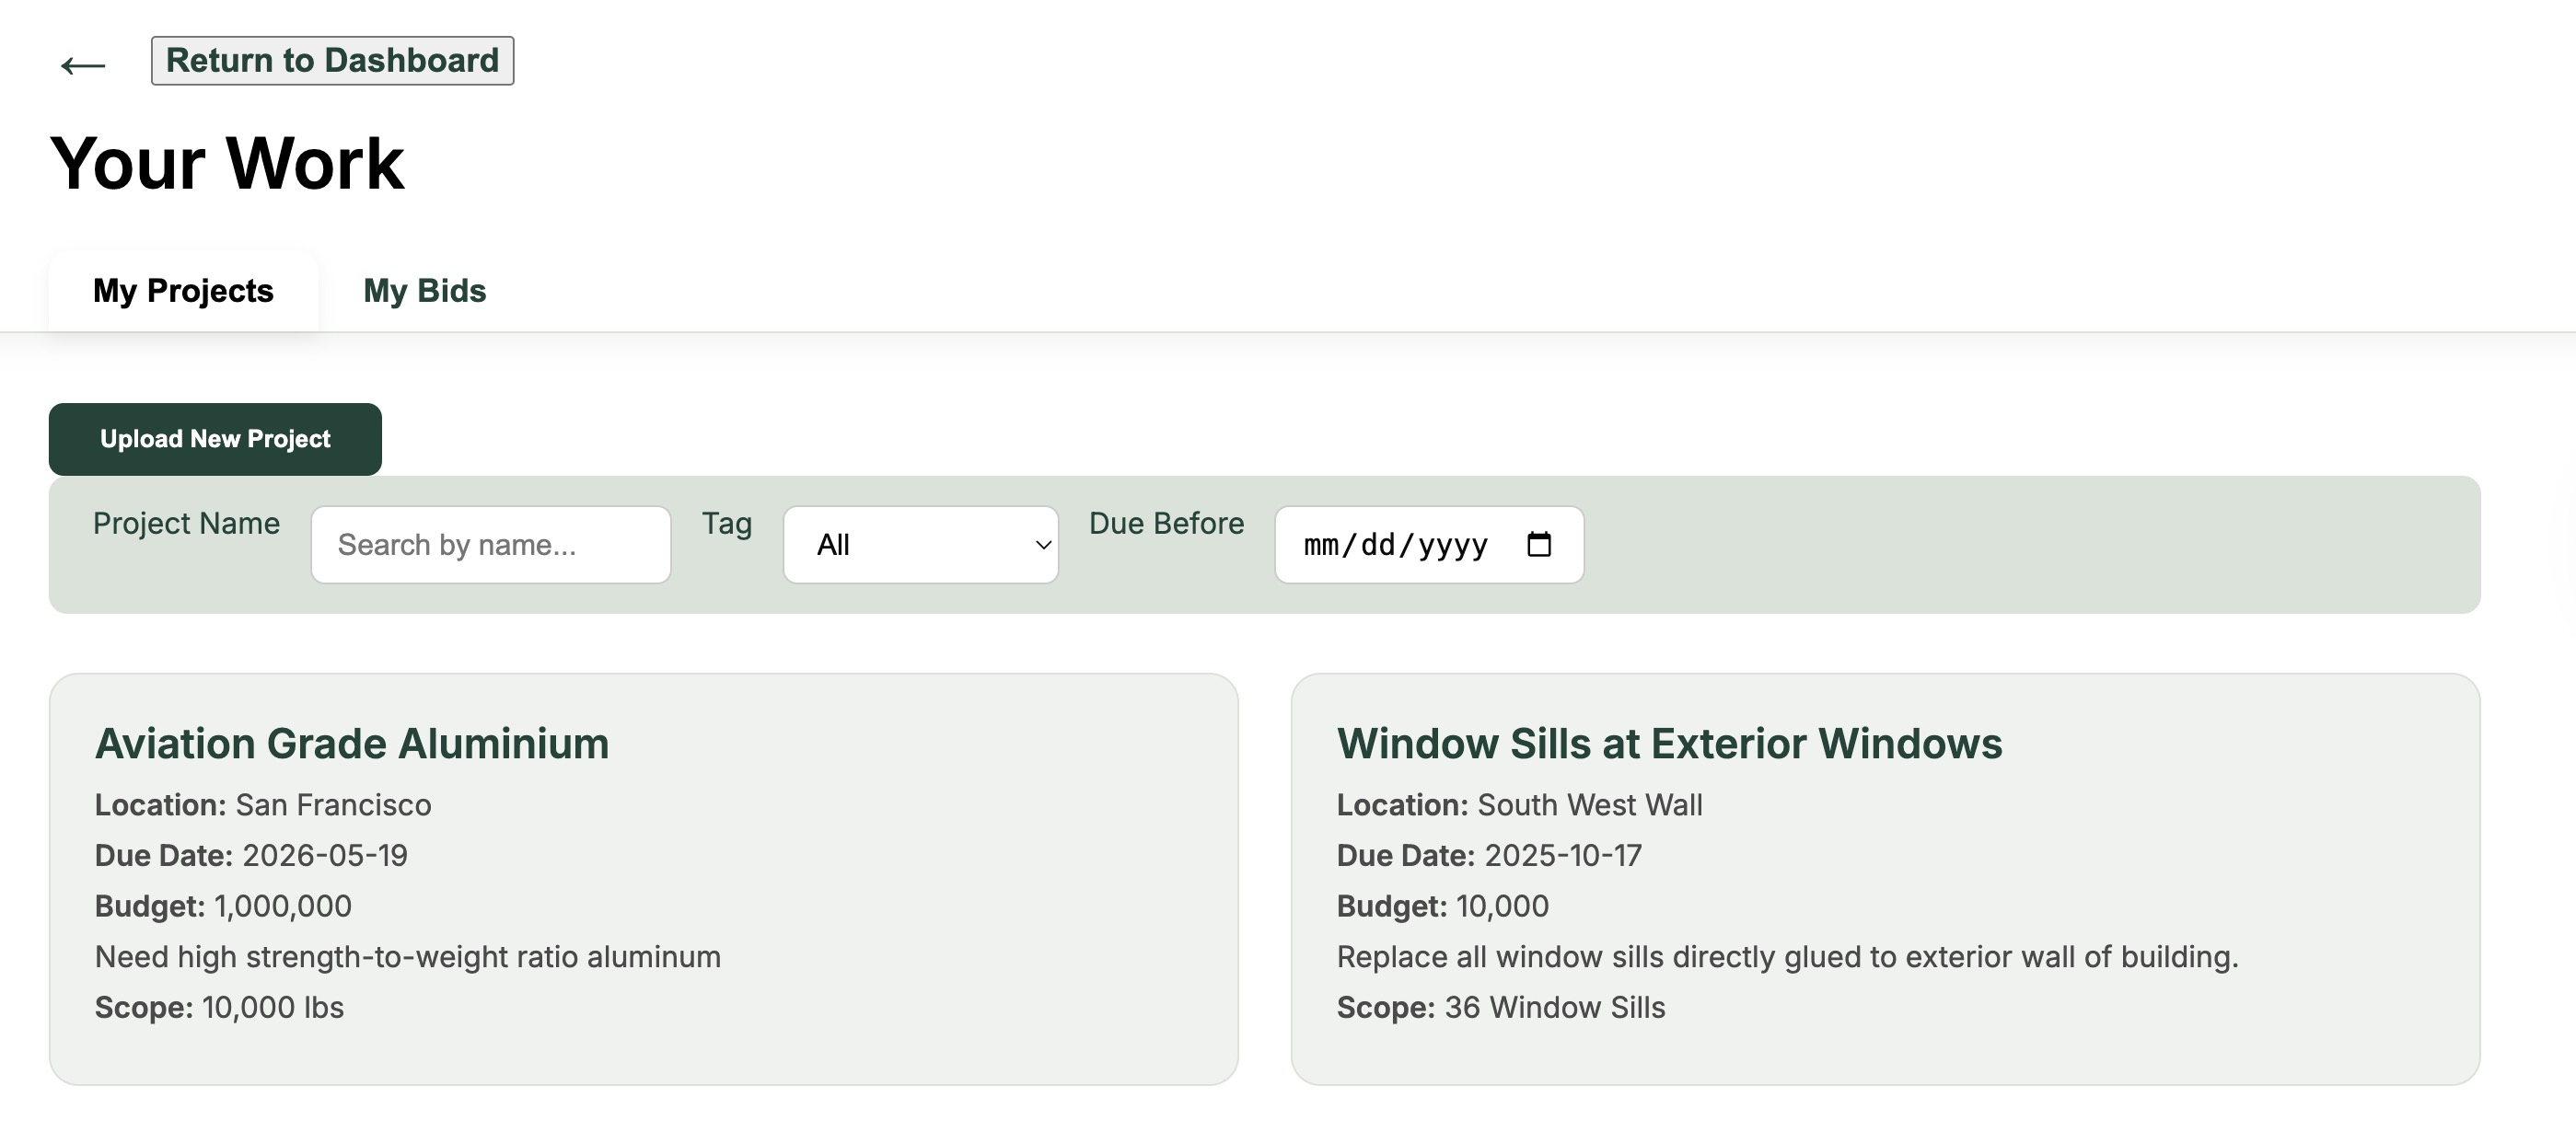 ← Return to Dashboard
Your Work
My Projects My Bids
Upload New Project
Project Name Search by name... Tag All Due Before mm/dd/yyyy
Aviation Grade Aluminium
Location: San Francisco
Due Date: 2026-05-19
Budget: 1,000,000
Need high strength-to-weight ratio aluminum
Scope: 10,000 lbs
Window Sills at Exterior Windows
Location: South West Wall
Due Date: 2025-10-17
Budget: 10,000
Replace all window sills directly glued to exterior wall of building.
Scope: 36 Window Sills